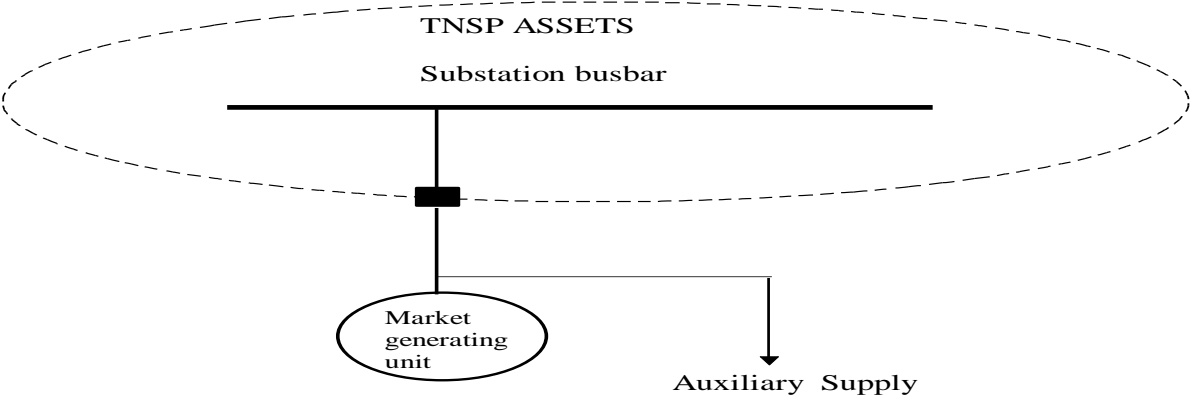 TNSP ASSETS
Substation busbar
Market
generating
unit
Auxiliary Supply